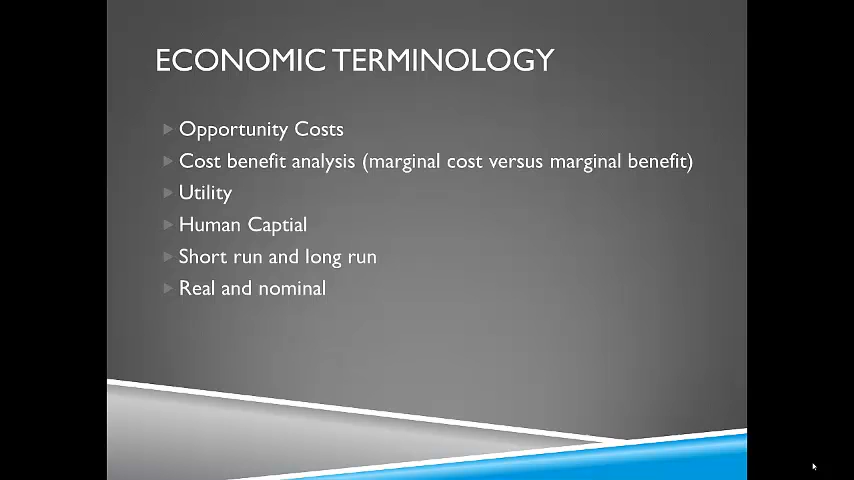 ECONOMIC TERMINOLOGY
Opportunity Costs
Cost benefit analysis (marginal cost versus marginal benefit)
Utility
Human Captial
Short run and long run
Real and nominal